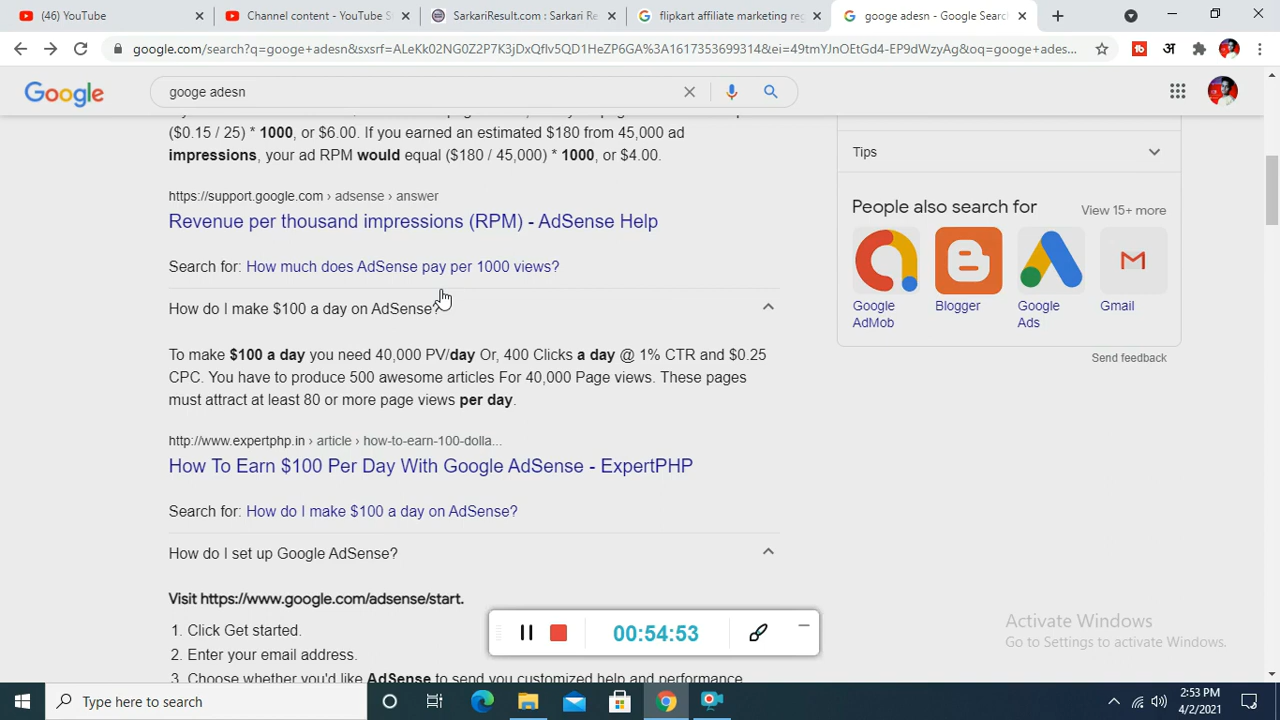 (46) YouTube
Channel content - YouTube S
SarkariResult.com : Sarkari Re
flipkart affiliate marketing reg
googe adesn - Google Search
google.com/search?q=googe+adesn&sxsrf=ALeKk02NG0Z2P7K3jDxQflv5QD1HeZP6GA%3A1617353699314&ei=49tmYJnOEtGd4-EP9dWzyAg&oq=googe+ades...
अ
Google
googe adesn
($0.15 / 25) * 1000, or $6.00. If you earned an estimated $180 from 45,000 ad
impressions, your ad RPM would equal ($180 / 45,000) * 1000, or $4.00.
https://support.google.com › adsense › answer
Revenue per thousand impressions (RPM) - AdSense Help
Search for: How much does AdSense pay per 1000 views?
How do I make $100 a day on AdSense?
To make $100 a day you need 40,000 PV/day Or, 400 Clicks a day @ 1% CTR and $0.25
CPC. You have to produce 500 awesome articles For 40,000 Page views. These pages
must attract at least 80 or more page views per day.
http://www.expertphp.in › article › how-to-earn-100-dolla...
How To Earn $100 Per Day With Google AdSense - ExpertPHP
Search for: How do I make $100 a day on AdSense?
How do I set up Google AdSense?
Visit https://www.google.com/adsense/start.
1. Click Get started.
2. Enter your email address.
3. Choose whether you'd like AdSense to send you customized help and performance
Tips
People also search for
View 15+ more
Google AdMob
Blogger
Google Ads
Gmail
Send feedback
00:54:53
Activate Windows
Go to Settings to activate Windows.
Type here to search
2:53 PM
4/2/2021